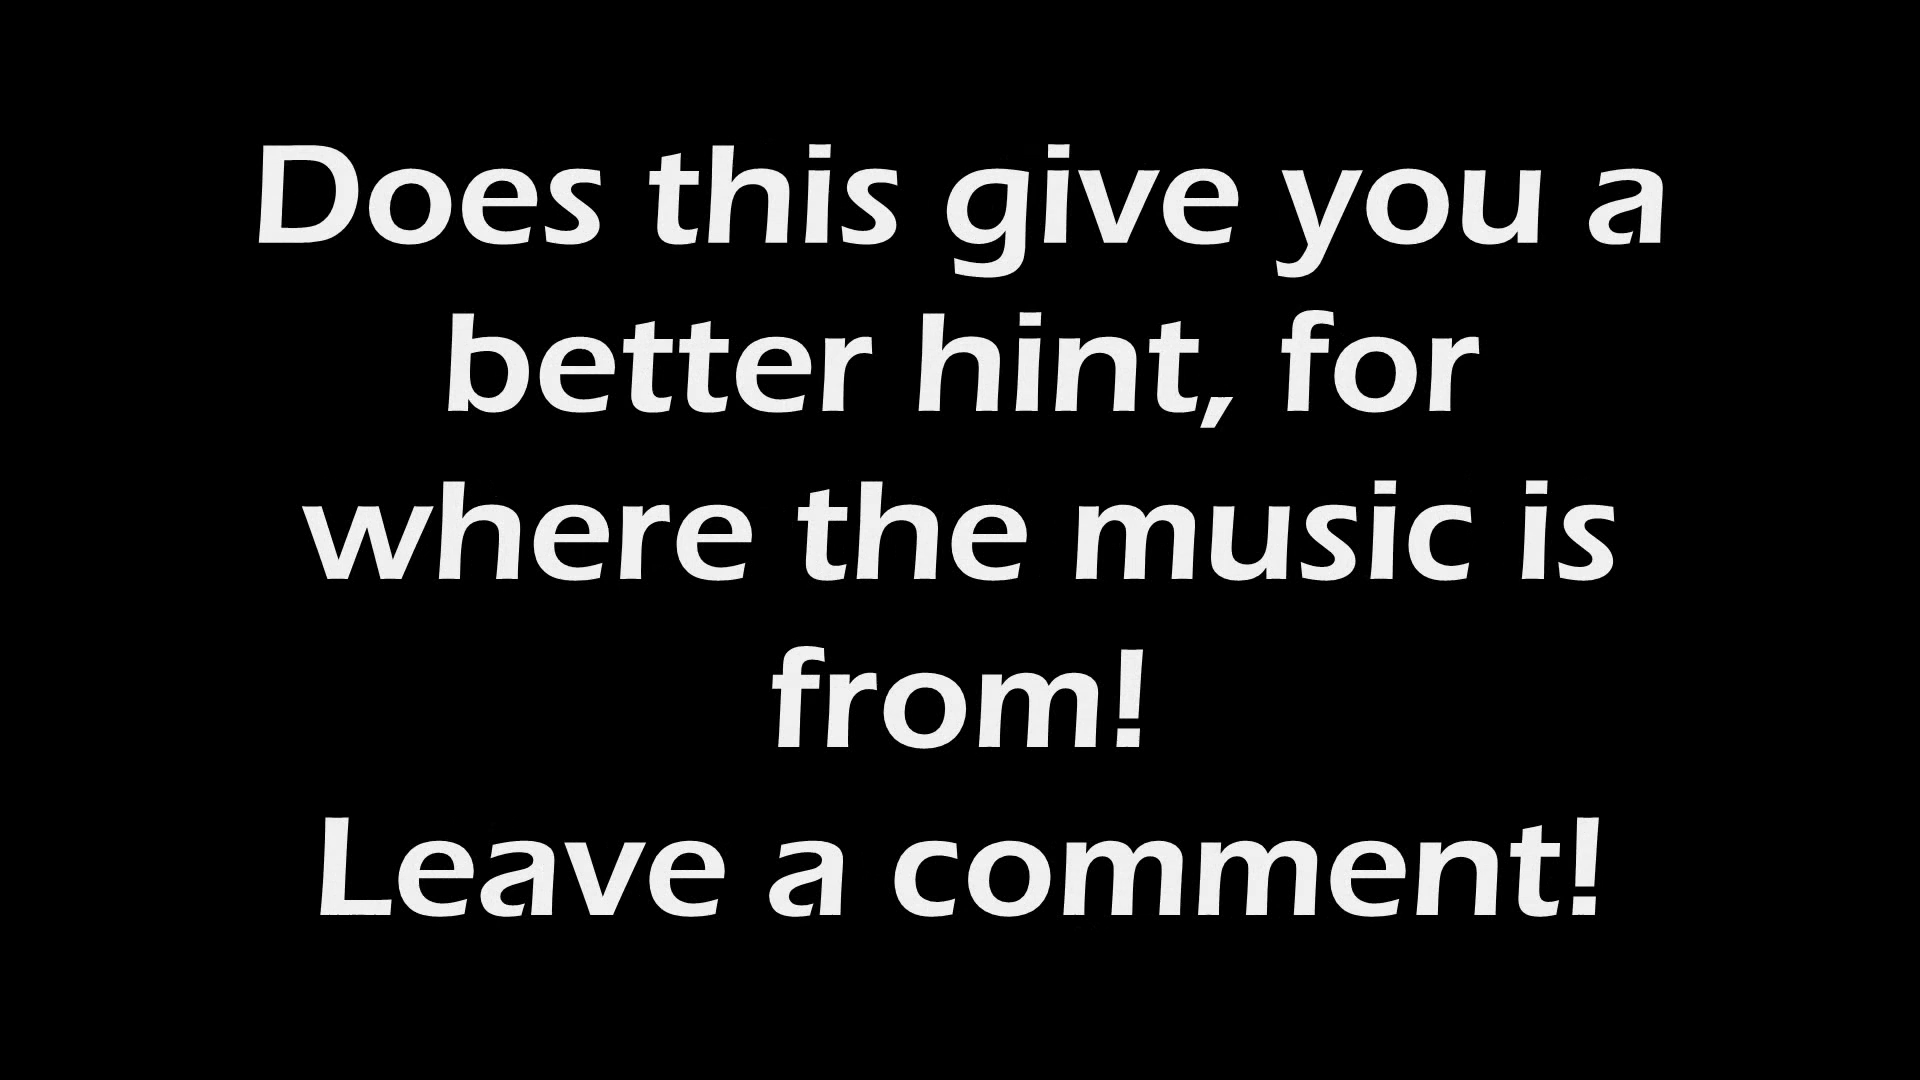 Does this give you a
better hint, for
where the music is
from!
Leave a comment!